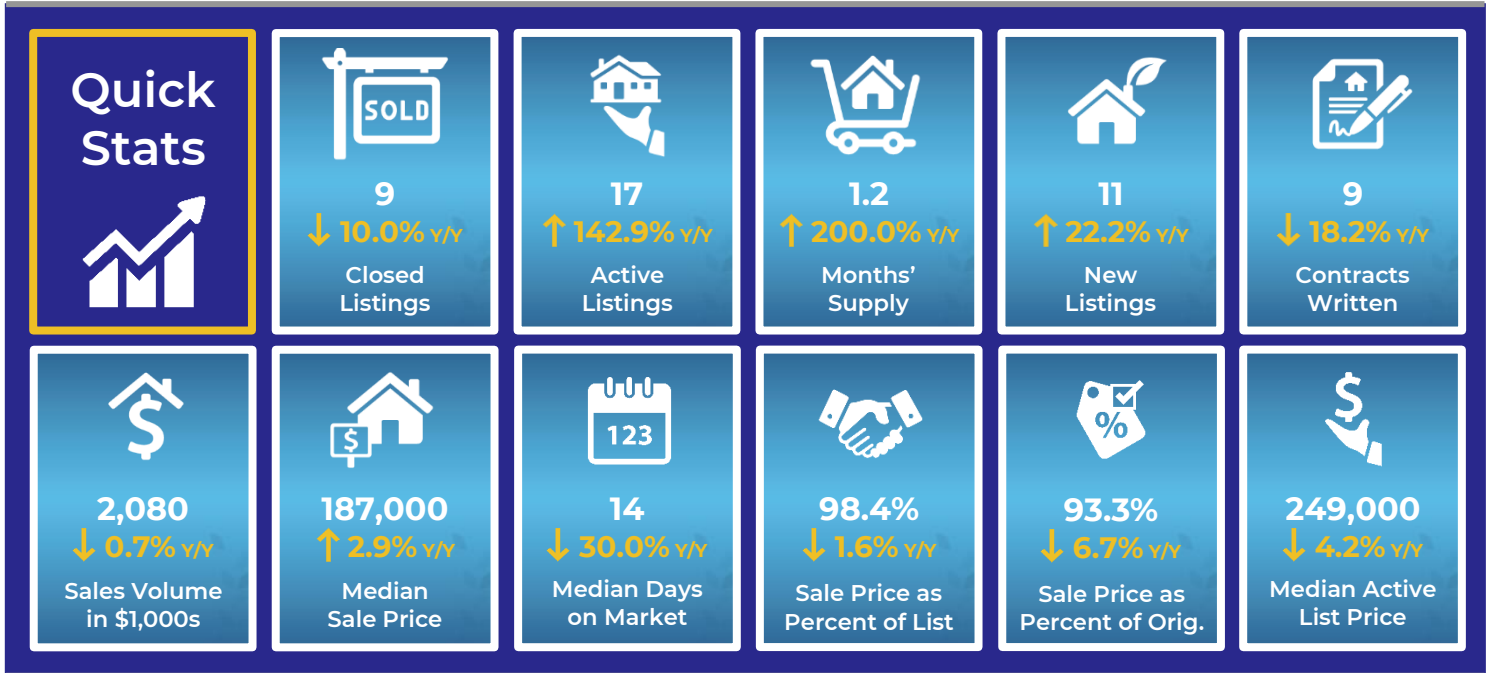 Quick
Stats
SOLD
9
↓ 10.0% Y/Y
Closed
Listings
17
↑ 142.9% Y/Y
Active
Listings
1.2
↑ 200.0% Y/Y
Months’
Supply
11
↑ 22.2% Y/Y
New
Listings
9
↓ 18.2% Y/Y
Contracts
Written
$
2,080
↓ 0.7% Y/Y
Sales Volume
in $1,000s
$
187,000
↑ 2.9% Y/Y
Median
Sale Price
123
14
↓ 30.0% Y/Y
Median Days
on Market
98.4%
↓ 1.6% Y/Y
Sale Price as
Percent of List
%
93.3%
↓ 6.7% Y/Y
Sale Price as
Percent of Orig.
$
249,000
↓ 4.2% Y/Y
Median Active
List Price